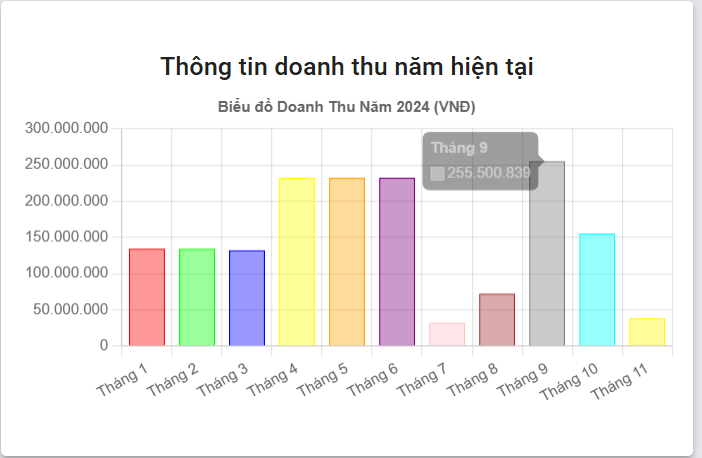 Thông tin doanh thu năm hiện tại
Biểu đồ Doanh Thu Năm 2024 (VNĐ)
300.000.000
250.000.000
200.000.000
150.000.000
100.000.000
50.000.000
0
Tháng 9
255.500.839
Tháng 1
Tháng 2
Tháng 3
Tháng 4
Tháng 5
Tháng 6
Tháng 7
Tháng 8
Tháng 9
Tháng 10
Tháng 11